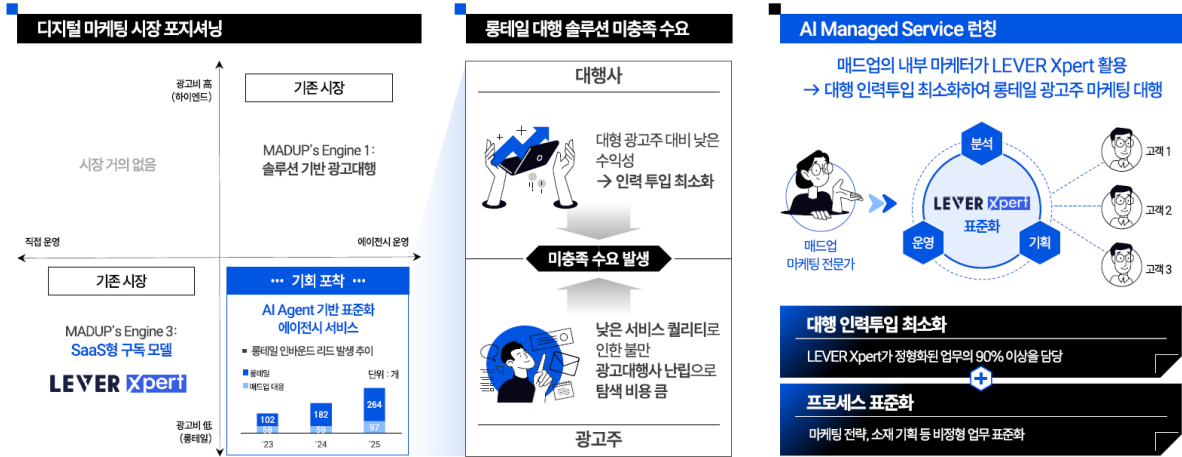 디지털 마케팅 시장 포지셔닝
광고비 高
(하이엔드)
기존 시장
시장 거의 없음
MADUP's Engine 1:
솔루션 기반 광고대행
직접 운영
에이전시 운영
기존 시장
MADUP's Engine 3:
SaaS형 구독 모델
LEVER Xpert
광고비 低
(롱테일)
··· 기회 포착 ···
AI Agent 기반 표준화
에이전시 서비스
▪ 롱테일 인바운드 리드 발생 추이
롱테일
매드업 대응
단위 : 개
102
182
264
58
59
97
'23
'24
'25
롱테일 대행 솔루션 미충족 수요
대행사
대형 광고주 대비 낮은
수익성
→ 인력 투입 최소화
미충족 수요 발생
낮은 서비스 퀄리티로
인한 불만
광고대행사 난립으로
탐색 비용 큼
광고주
AI Managed Service 런칭
매드업의 내부 마케터가 LEVER Xpert 활용
→ 대행 인력투입 최소화하여 롱테일 광고주 마케팅 대행
매드업
마케팅 전문가
분석
LEVER Xpert
표준화
운영
기획
고객 1
고객 2
고객 3
대행 인력투입 최소화
LEVER Xpert가 정형화된 업무의 90% 이상을 담당
+
프로세스 표준화
마케팅 전략, 소재 기획 등 비정형 업무 표준화